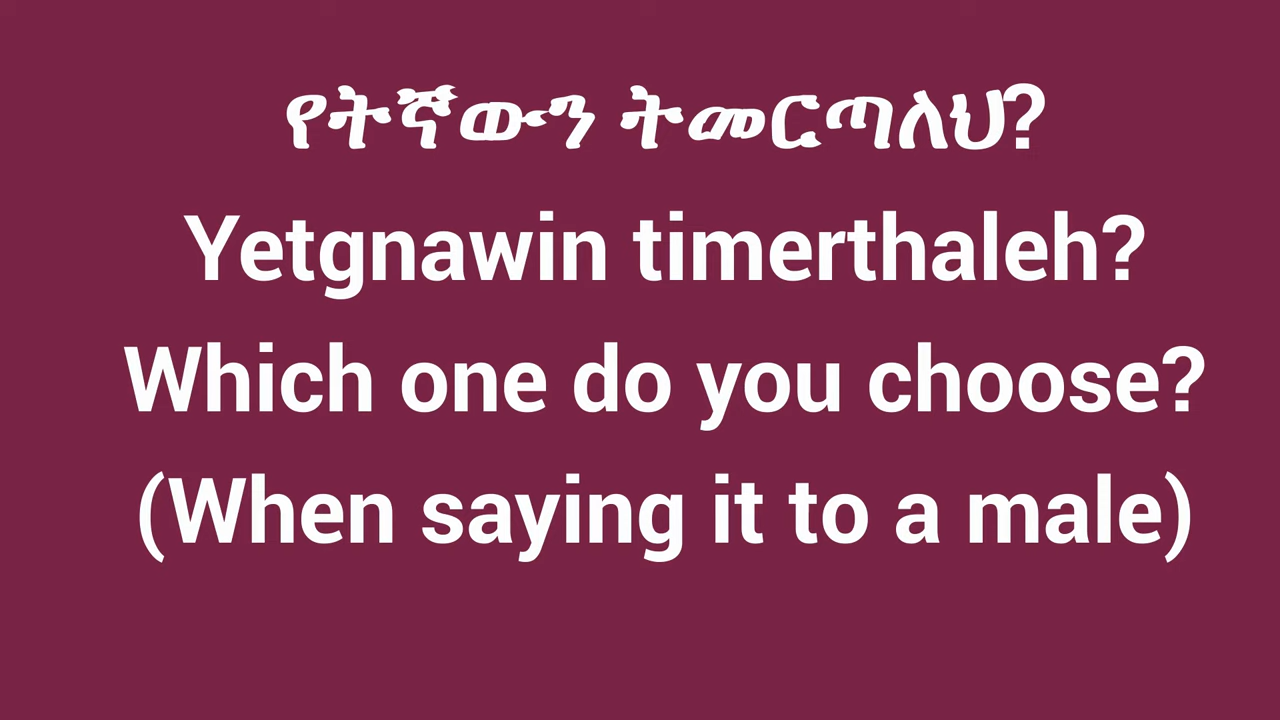 የትኛውን ትመርጣለህ?
Yetgnawin timerthaleh?
Which one do you choose?
(When saying it to a male)